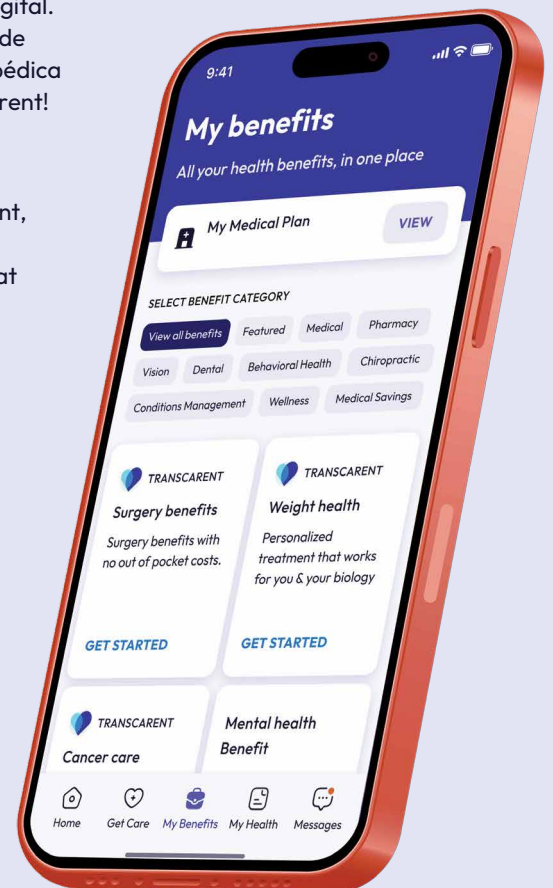 gital.
de
pédica
rent!
nt,
at
9:41
My benefits
All your health benefits, in one place
My Medical Plan
VIEW
SELECT BENEFIT CATEGORY
View all benefits
Featured
Medical
Pharmacy
Vision
Dental
Behavioral Health
Chiropractic
Conditions Management
Wellness
Medical Savings
TRANSCARENT
Surgery benefits
Surgery benefits with
no out of pocket costs.
GET STARTED
TRANSCARENT
Weight health
Personalized
treatment that works
for you & your biology
GET STARTED
TRANSCARENT
Cancer care
Mental health
Benefit
Home
Get Care
My Benefits
My Health
Messages